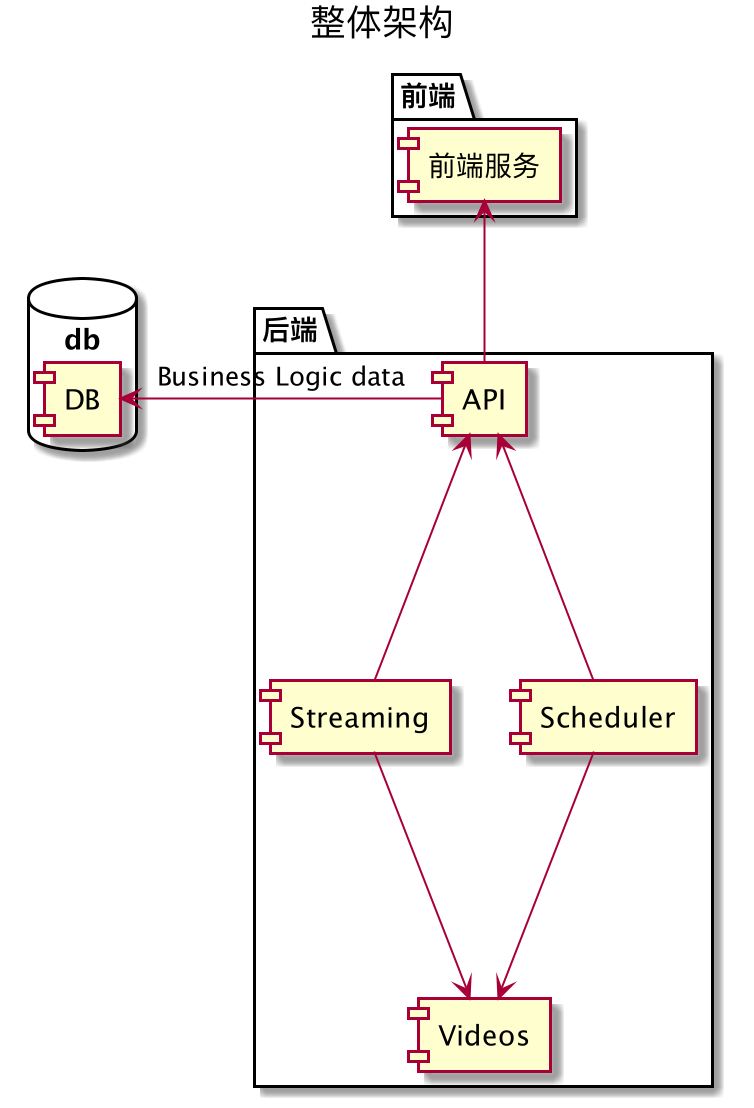 整体架构
前端
前端服务
db
后端
DB
Business Logic data
API
Streaming
Scheduler
Videos